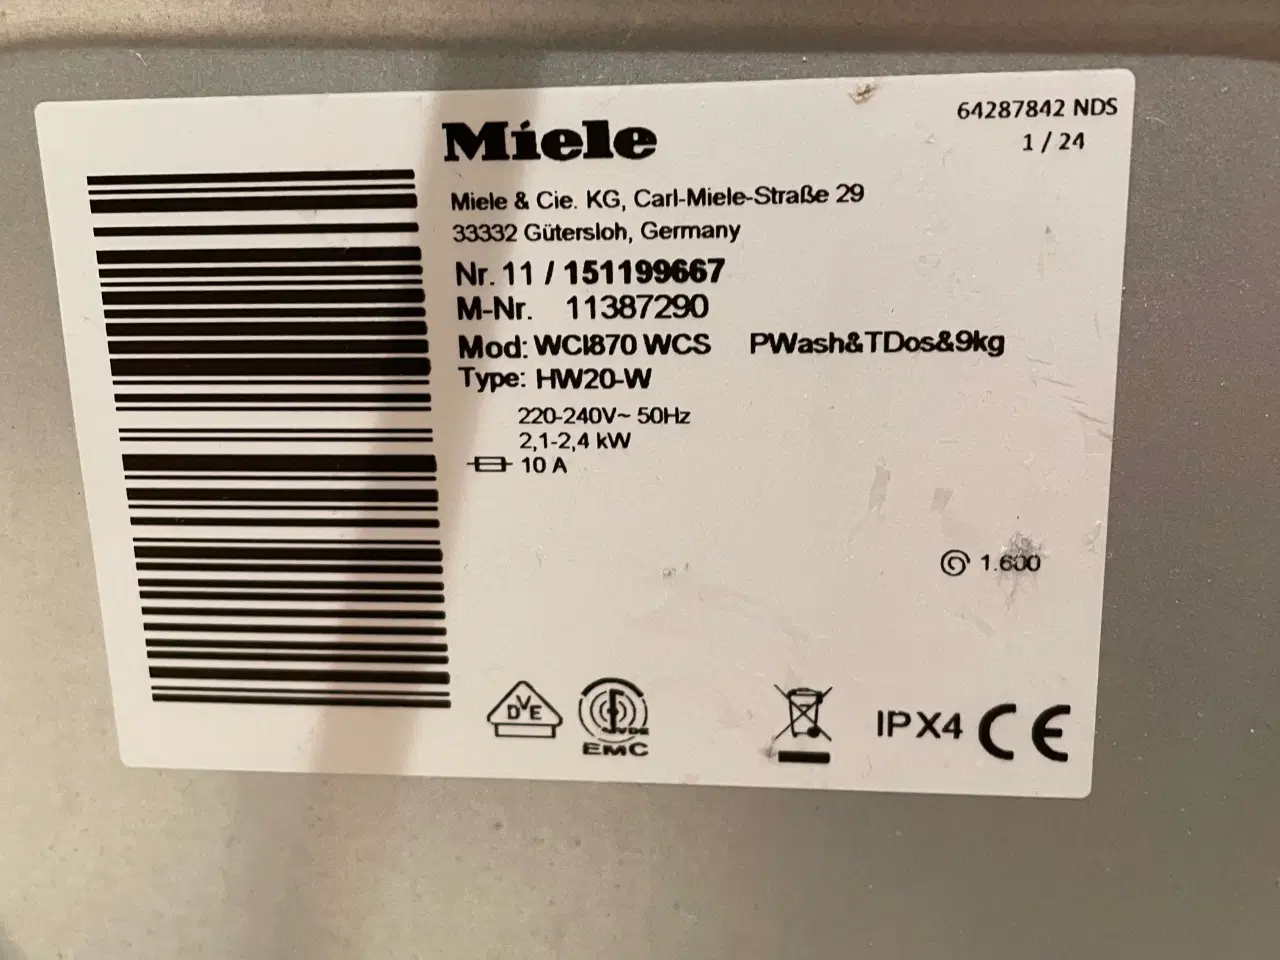 Miele
64287842 NDS
1 / 24
Miele & Cie. KG, Carl-Miele-Straße 29
33332 Gütersloh, Germany
Nr. 11 / 151199667
M-Nr. 11387290
Mod: WCI870 WCS PWash&TDos&9kg
Type: HW20-W
220-240V~ 50Hz
2,1-2,4 kW
10 A
1.600
DVE
VDE
EMC
IPX4 CE